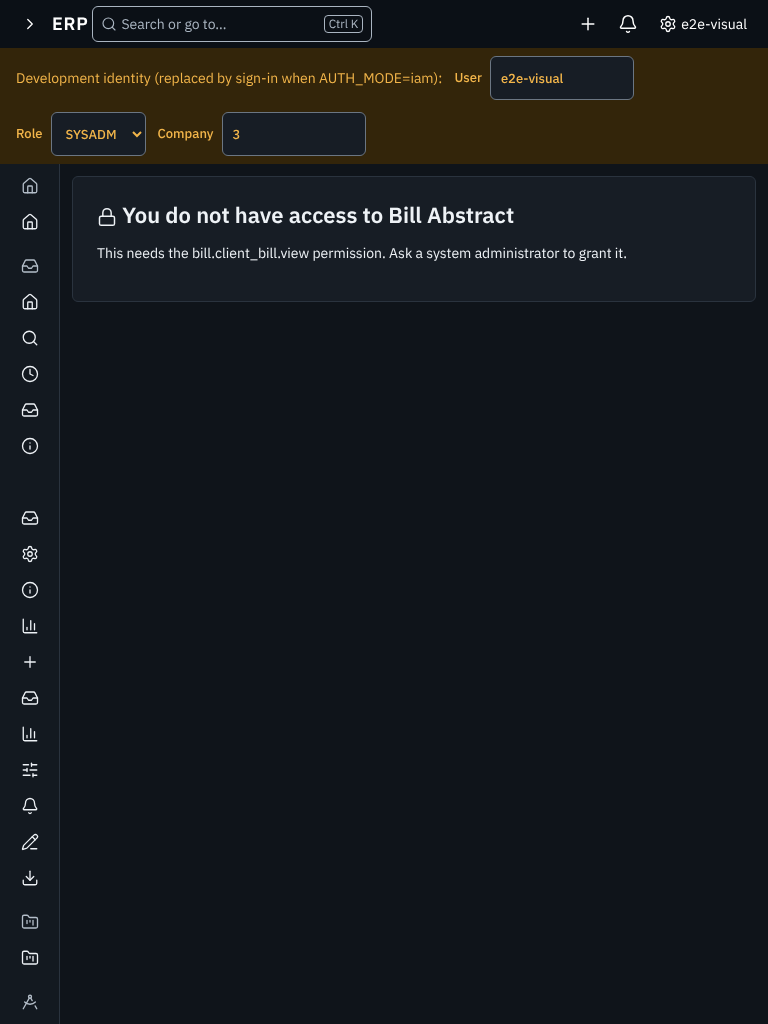 ERP
Search or go to...
Ctrl K
e2e-visual
Development identity (replaced by sign-in when AUTH_MODE=iam):
User
e2e-visual
Role
SYSADM
Company
3
You do not have access to Bill Abstract
This needs the bill.client_bill.view permission. Ask a system administrator to grant it.